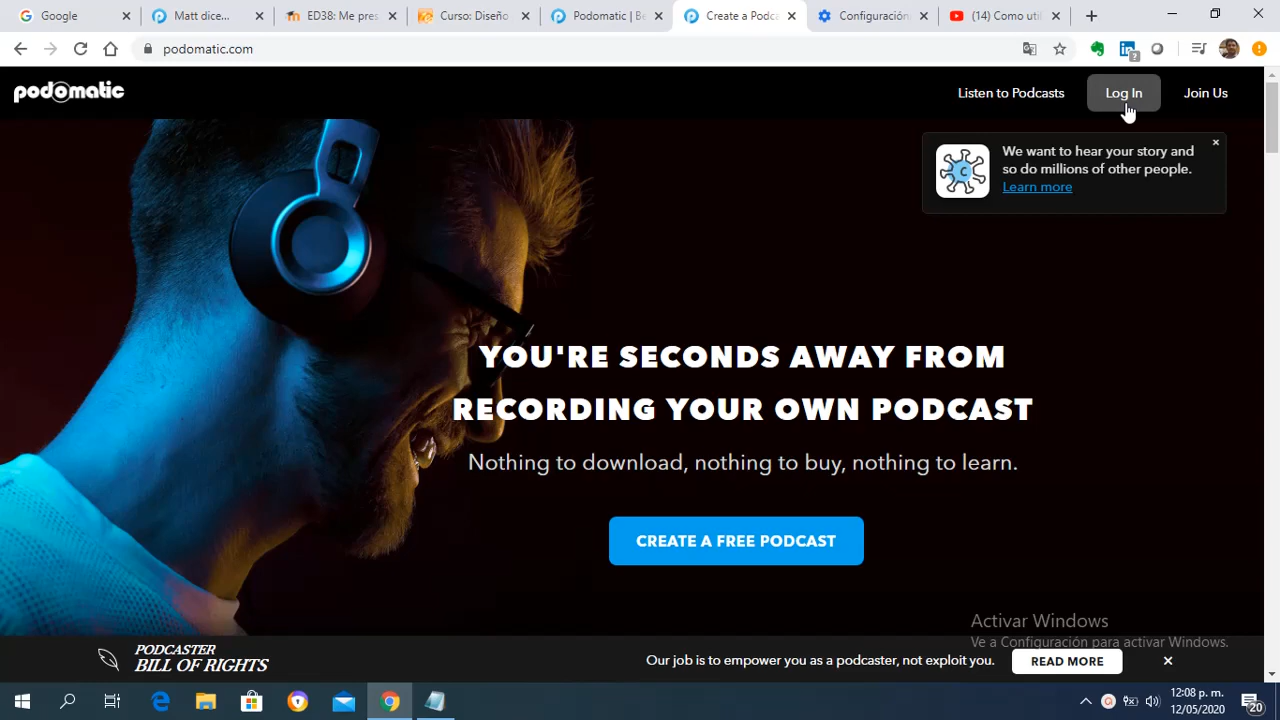 Google
Matt dice...
ED38: Me pres
Curso: Diseño
Podomatic | Be
Create a Podca
Configuración
(14) Como util
podomatic.com
podomatic
Listen to Podcasts
Log In
Join Us
We want to hear your story and
so do millions of other people.
Learn more
YOU'RE SECONDS AWAY FROM
RECORDING YOUR OWN PODCAST
Nothing to download, nothing to buy, nothing to learn.
CREATE A FREE PODCAST
Activar Windows
Ve a Configuración para activar Windows.
PODCASTER
BILL OF RIGHTS
Our job is to empower you as a podcaster, not exploit you.
READ MORE
12:08 p. m.
12/05/2020
20